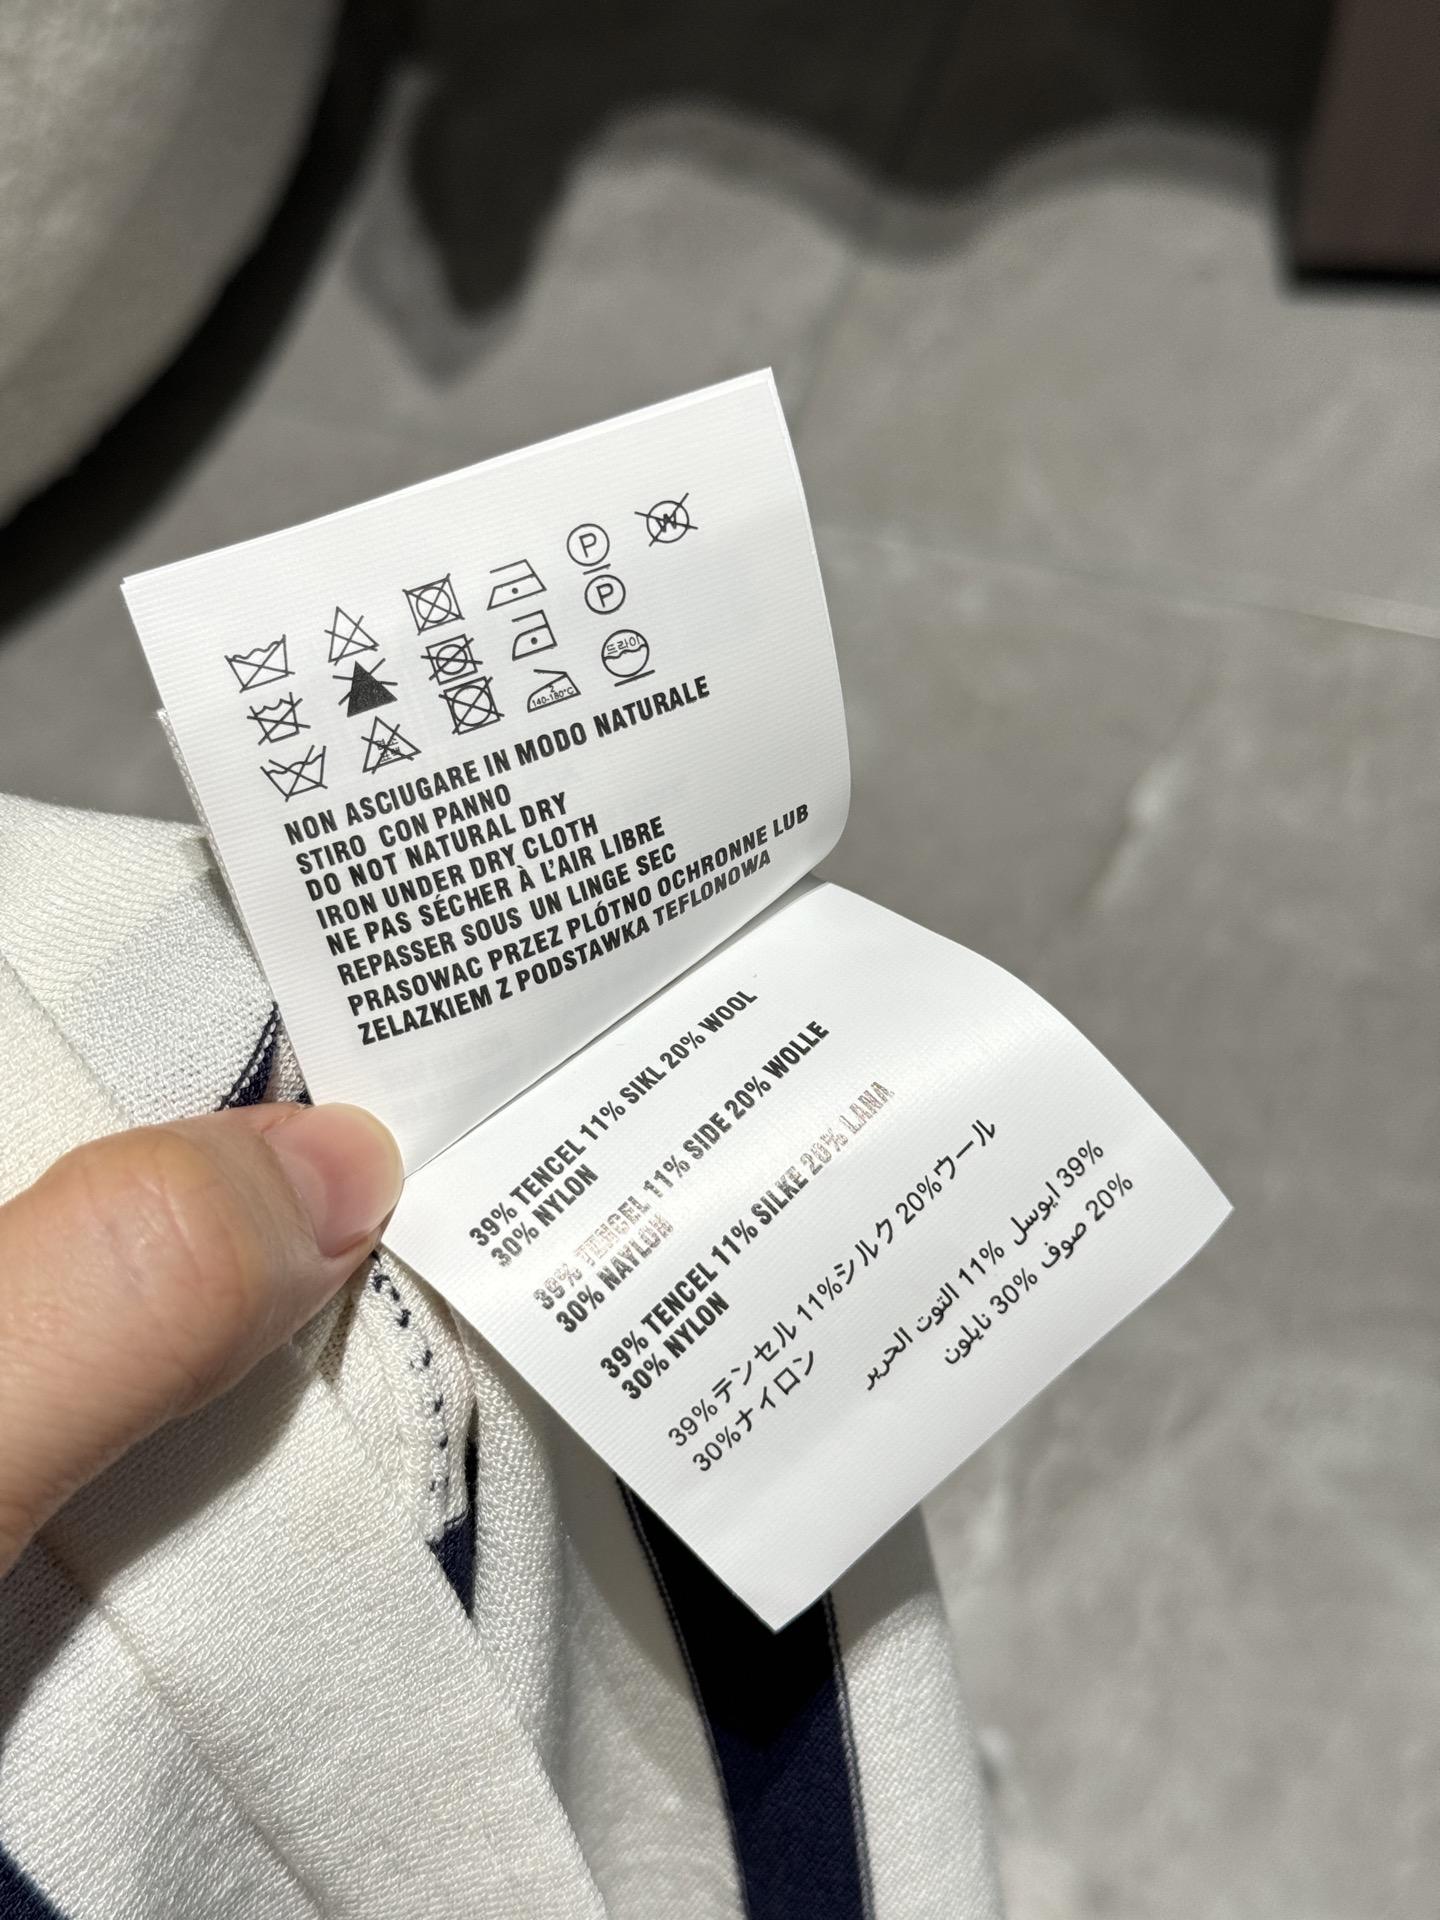 P
W
P
드라이
140-160°C
NON ASCIUGARE IN MODO NATURALE
STIRO CON PANNO
DO NOT NATURAL DRY
IRON UNDER DRY CLOTH
NE PAS SÉCHER À L'AIR LIBRE
REPASSER SOUS UN LINGE SEC
PRASOWAC PRZEZ PLÓTNO OCHRONNE LUB
ZELAZKIEM Z PODSTAWKA TEFLONOWA
39% TENCEL 11% SIKL 20% WOOL
30% NYLON
39% TENGEL 11% SIDE 20% WOLLE
30% NAYLON
39% TENCEL 11% SILKE 20% LANA
30% NYLON
39%テンセル 11%シルク 20%ウール
30%ナイロン
39% ايوسل 11% التوت الحرير
20% صوف 30% نايلون